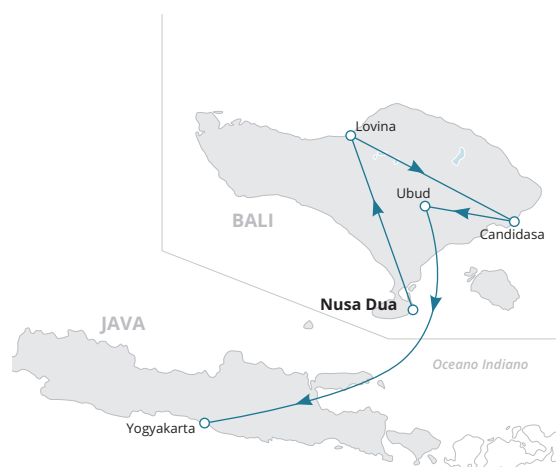 Lovina
Ubud
BALI
Candidasa
Nusa Dua
JAVA
Oceano Indiano
Yogyakarta